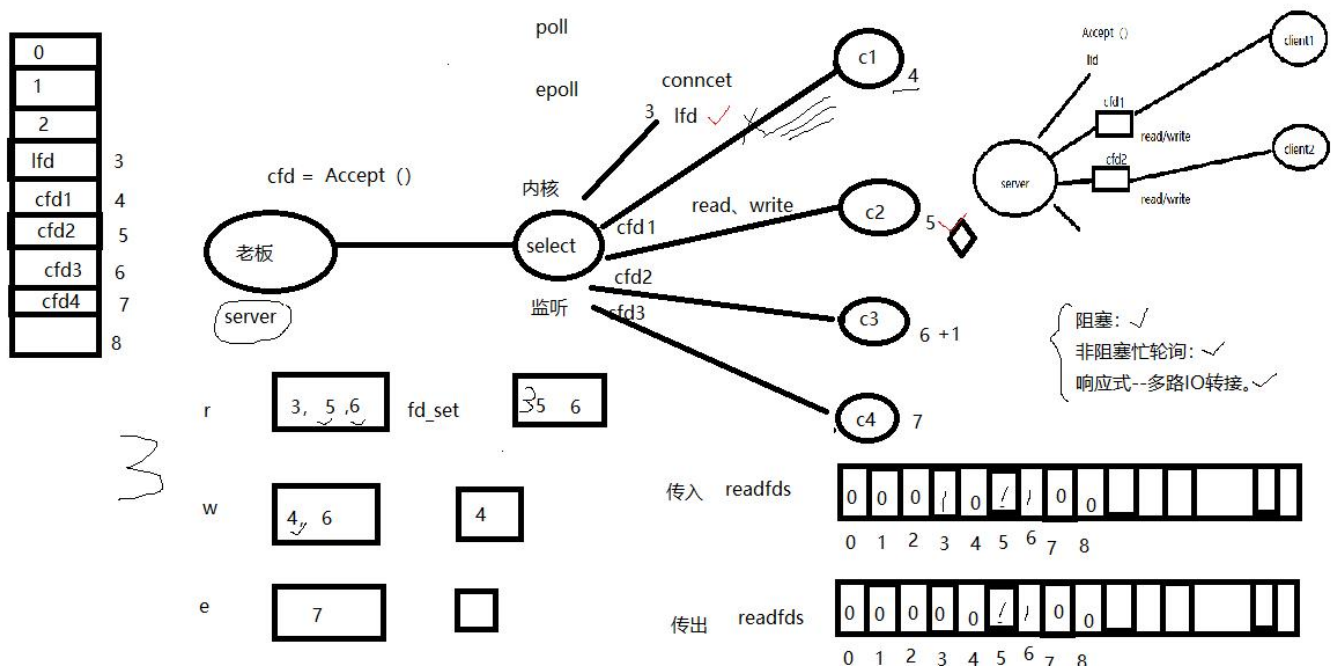 0
1
2
lfd 3
cfd1 4
cfd2 5
cfd3 6
cfd4 7
8
poll
epoll
conncet
3 lfd
cfd = Accept ()
内核
老板
server
select
监听
cfd1
cfd2
cfd3
read、write
c1
4
c2
5
c3
6 +1
c4 7
Accept ()
lfd
cfd1
read/write
cfd2
read/write
server
client1
client2
阻塞:
非阻塞忙轮询:
响应式--多路IO转接。
r 3, 5 ,6 fd_set 3 5 6
3
w 4, 6 4
e 7
传入 readfds 0 0 0 1 0 1 1 0 0
0 1 2 3 4 5 6 7 8
传出 readfds 0 0 0 0 0 1 1 0 0
0 1 2 3 4 5 6 7 8